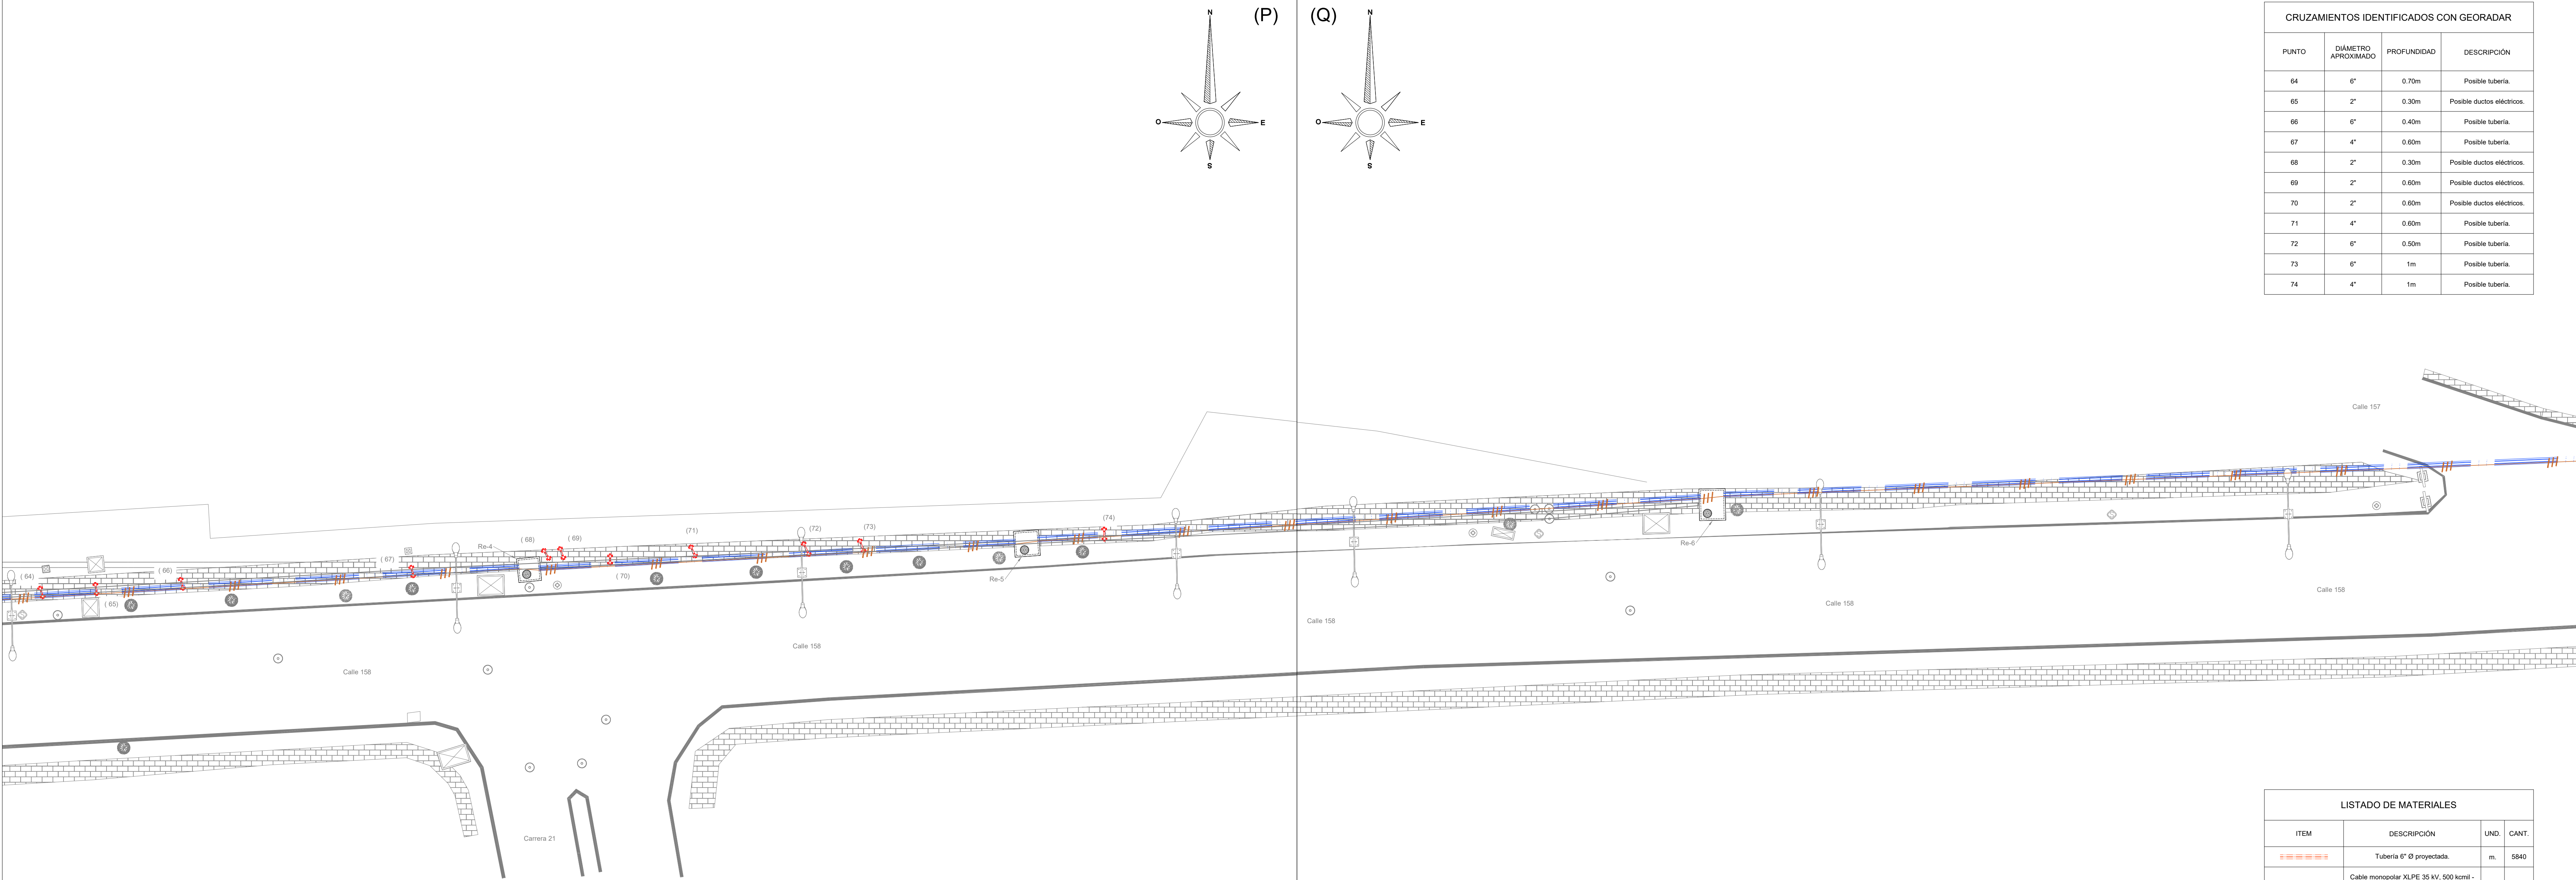 (P)
(Q)
N
O
E
S
N
O
E
S
CRUZAMIENTOS IDENTIFICADOS CON GEORADAR
PUNTO DIÁMETRO APROXIMADO PROFUNDIDAD DESCRIPCIÓN
64 6" 0.70m Posible tubería.
65 2" 0.30m Posible ductos eléctricos.
66 6" 0.40m Posible tubería.
67 4" 0.60m Posible tubería.
68 2" 0.30m Posible ductos eléctricos.
69 2" 0.60m Posible ductos eléctricos.
70 2" 0.60m Posible ductos eléctricos.
71 4" 0.60m Posible tubería.
72 6" 0.50m Posible tubería.
73 6" 1m Posible tubería.
74 4" 1m Posible tubería.
Calle 157
( 64)
( 65)
( 66)
( 67)
Re-4
( 68)
( 69)
( 70)
(71)
(72)
(73)
Re-5
(74)
Re-6
Calle 158
Calle 158
Calle 158
Calle 158
Calle 158
Carrera 21
LISTADO DE MATERIALES
ITEM DESCRIPCIÓN UND. CANT.
Tubería 6" Ø proyectada. m. 5840
Cable monopolar XLPE 35 kV, 500 kcmil -